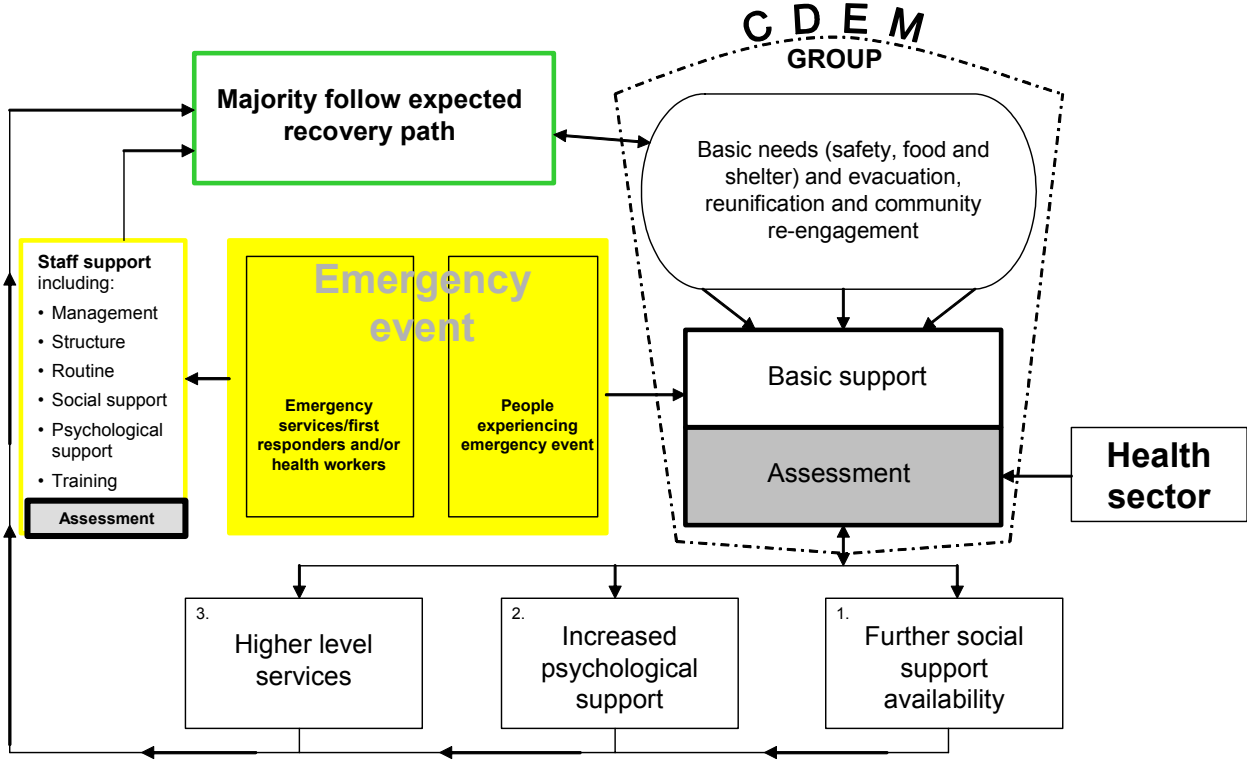 C D E M
GROUP
Majority follow expected
recovery path
Basic needs (safety, food and
shelter) and evacuation,
reunification and community
re-engagement
Staff support
including:
• Management
• Structure
• Routine
• Social support
• Psychological
support
• Training
Assessment
Emergency
event
Emergency
services/first
responders and/or
health workers
People
experiencing
emergency event
Basic support
Assessment
Health
sector
3.
Higher level
services
2.
Increased
psychological
support
1.
Further social
support
availability